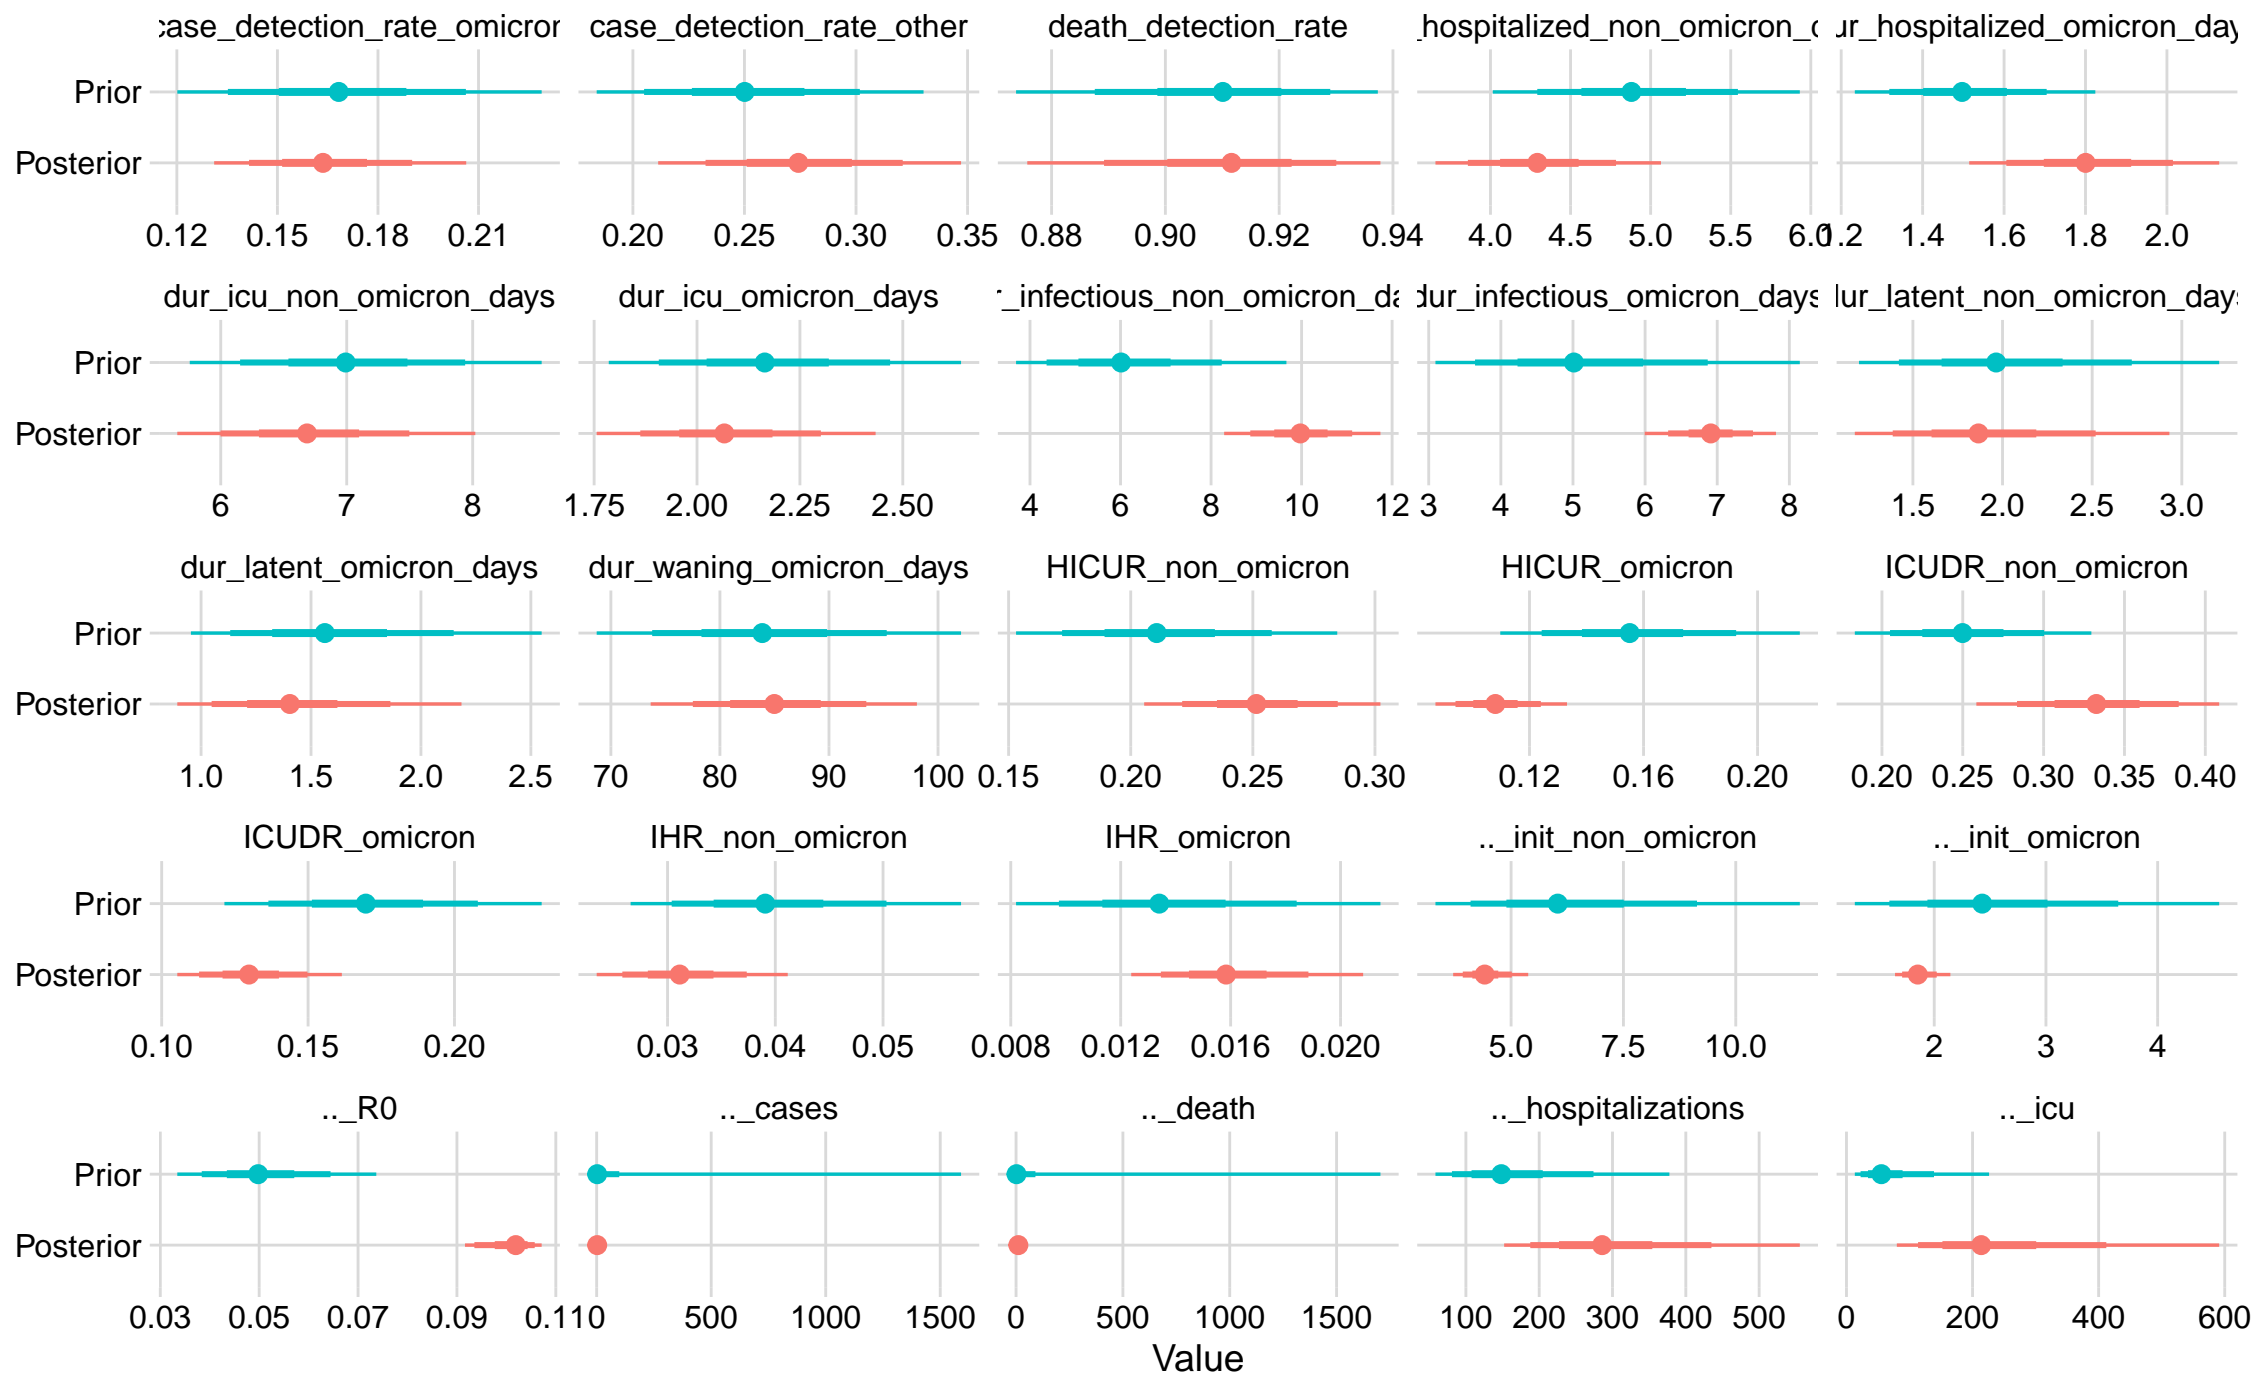 case_detection_rate_omicron case_detection_rate_other death_detection_rate _hospitalized_non_omicron_ ur_hospitalized_omicron_day
Prior
Posterior
0.12 0.15 0.18 0.21 0.20 0.25 0.30 0.35 0.88 0.90 0.92 0.94 4.0 4.5 5.0 5.5 6.0 1.2 1.4 1.6 1.8 2.0
dur_icu_non_omicron_days dur_icu_omicron_days r_infectious_non_omicron_da dur_infectious_omicron_days dur_latent_non_omicron_days
Prior
Posterior
6 7 8 1.75 2.00 2.25 2.50 4 6 8 10 12 3 4 5 6 7 8 1.5 2.0 2.5 3.0
dur_latent_omicron_days dur_waning_omicron_days HICUR_non_omicron HICUR_omicron ICUDR_non_omicron
Prior
Posterior
1.0 1.5 2.0 2.5 70 80 90 100 0.15 0.20 0.25 0.30 0.12 0.16 0.20 0.20 0.25 0.30 0.35 0.40
ICUDR_omicron IHR_non_omicron IHR_omicron .._init_non_omicron .._init_omicron
Prior
Posterior
0.10 0.15 0.20 0.03 0.04 0.05 0.008 0.012 0.016 0.020 5.0 7.5 10.0 2 3 4
.._R0 .._cases .._death .._hospitalizations .._icu
Prior
Posterior
0.03 0.05 0.07 0.09 0.11 0 500 1000 1500 0 500 1000 1500 100 200 300 400 500 0 200 400 600
Value